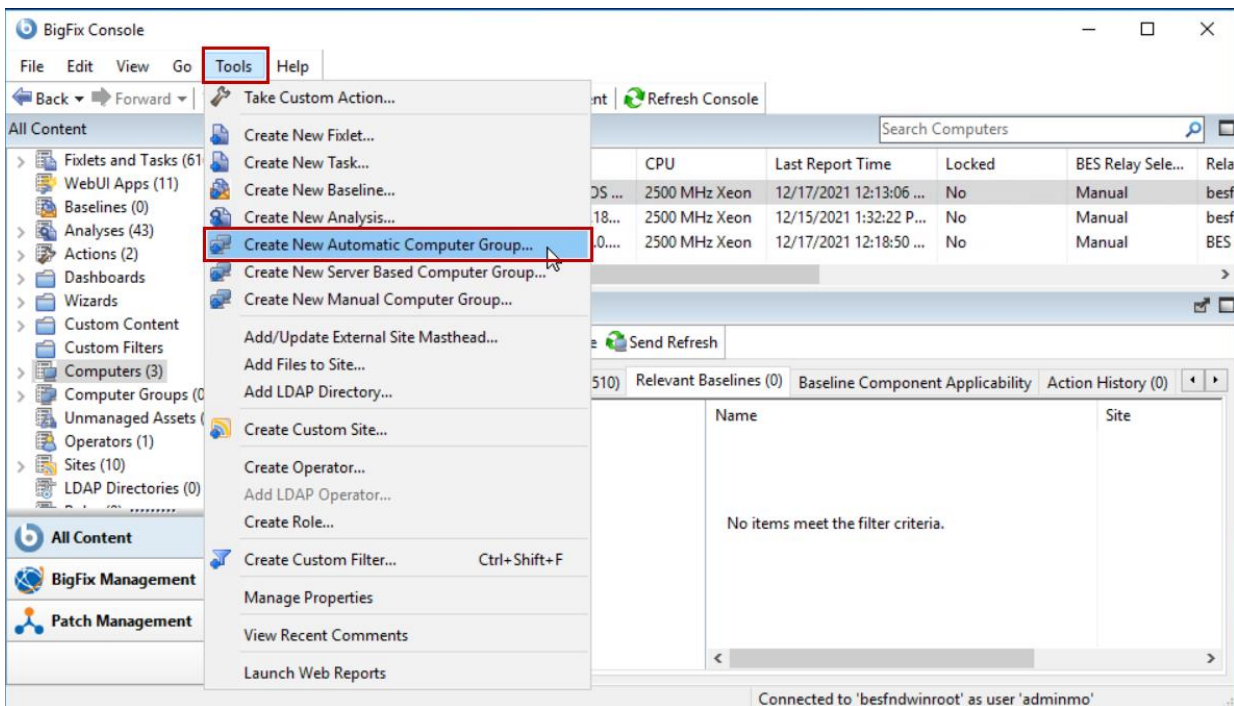 BigFix Console
File Edit View Go Tools Help
Back Forward
Refresh Console
All Content
Search Computers
Fixlets and Tasks (61
WebUI Apps (11)
Baselines (0)
Analyses (43)
Actions (2)
Dashboards
Wizards
Custom Content
Custom Filters
Computers (3)
Computer Groups (0
Unmanaged Assets (
Operators (1)
Sites (10)
LDAP Directories (0)
All Content
BigFix Management
Patch Management
Take Custom Action...
Create New Fixlet...
Create New Task...
Create New Baseline...
Create New Analysis...
Create New Automatic Computer Group...
Create New Server Based Computer Group...
Create New Manual Computer Group...
Add/Update External Site Masthead...
Add Files to Site...
Add LDAP Directory...
Create Custom Site...
Create Operator...
Add LDAP Operator...
Create Role...
Create Custom Filter... Ctrl+Shift+F
Manage Properties
View Recent Comments
Launch Web Reports
CPU Last Report Time Locked BES Relay Sele... Rela
OS ... 2500 MHz Xeon 12/17/2021 12:13:06 ... No Manual besf
.18... 2500 MHz Xeon 12/15/2021 1:32:22 P... No Manual besf
.0.... 2500 MHz Xeon 12/17/2021 12:18:50 ... No Manual BES
Send Refresh
510) Relevant Baselines (0) Baseline Component Applicability Action History (0)
Name Site
No items meet the filter criteria.
Connected to 'besfndwinroot' as user 'adminmo'